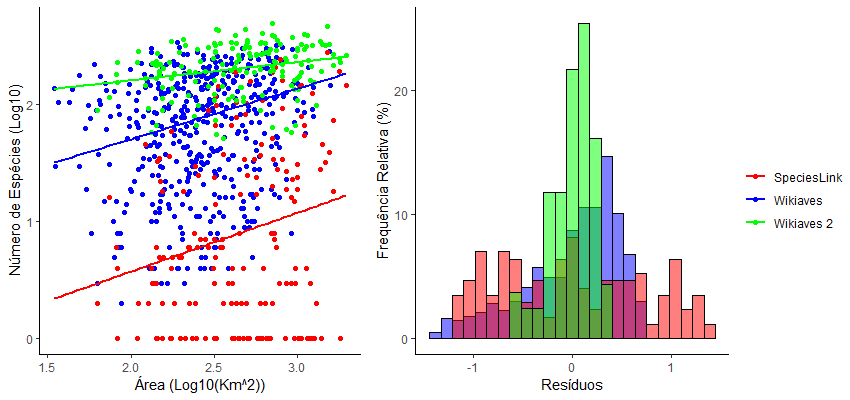 Número de Espécies (Log10)
2
1
0
1.5
2.0
2.5
3.0
Área (Log10(Km^2))
Frequência Relativa (%)
20
10
0
-1
0
1
Resíduos
SpeciesLink
Wikiaves
Wikiaves 2